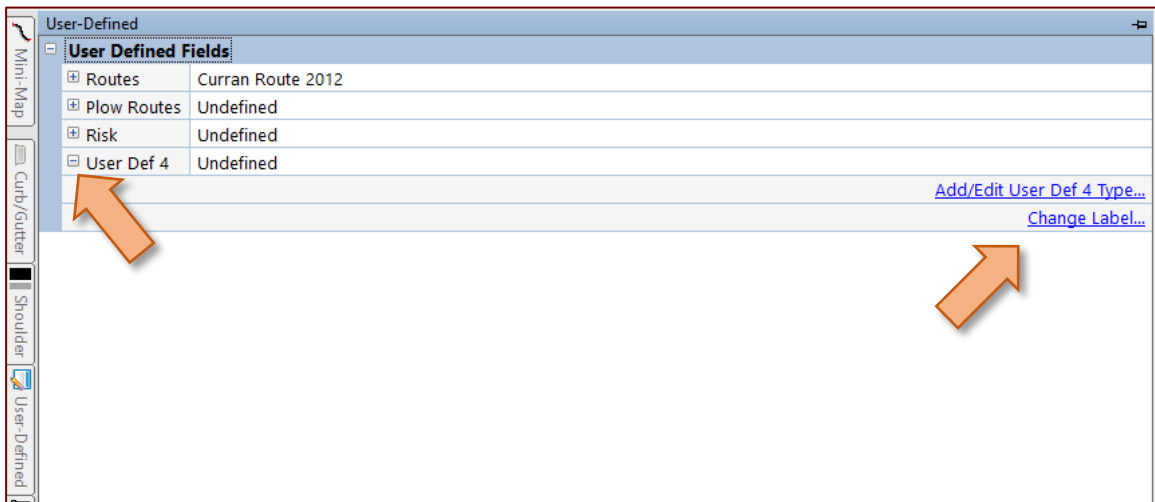 User-Defined
User Defined Fields
Routes Curran Route 2012
Plow Routes Undefined
Risk Undefined
User Def 4 Undefined
Add/Edit User Def 4 Type...
Change Label...
Mini-Map
Curb/Gutter
Shoulder
User-Defined